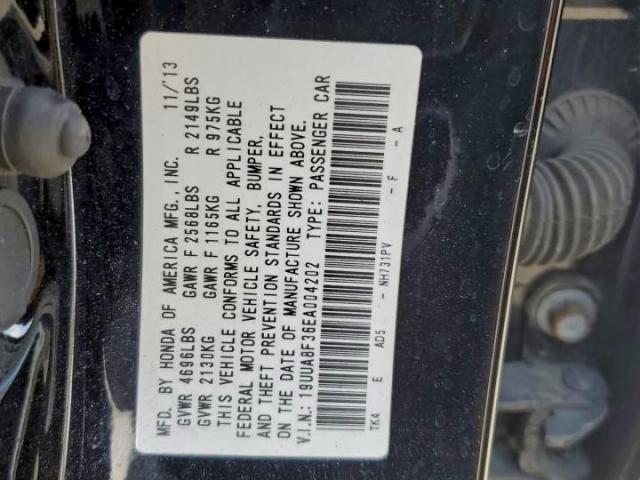 MFD. BY HONDA OF AMERICA MFG., INC. 11/'13
GVWR 4696LBS GAWR F 2568LBS R 2149LBS
GVWR 2130KG GAWR F 1165KG R 975KG
THIS VEHICLE CONFORMS TO ALL APPLICABLE
FEDERAL MOTOR VEHICLE SAFETY, BUMPER,
AND THEFT PREVENTION STANDARDS IN EFFECT
ON THE DATE OF MANUFACTURE SHOWN ABOVE.
V.I.N.: 19UUA8F36EA004202 TYPE: PASSENGER CAR
TK4 E AD5 - NH731PV - F - A